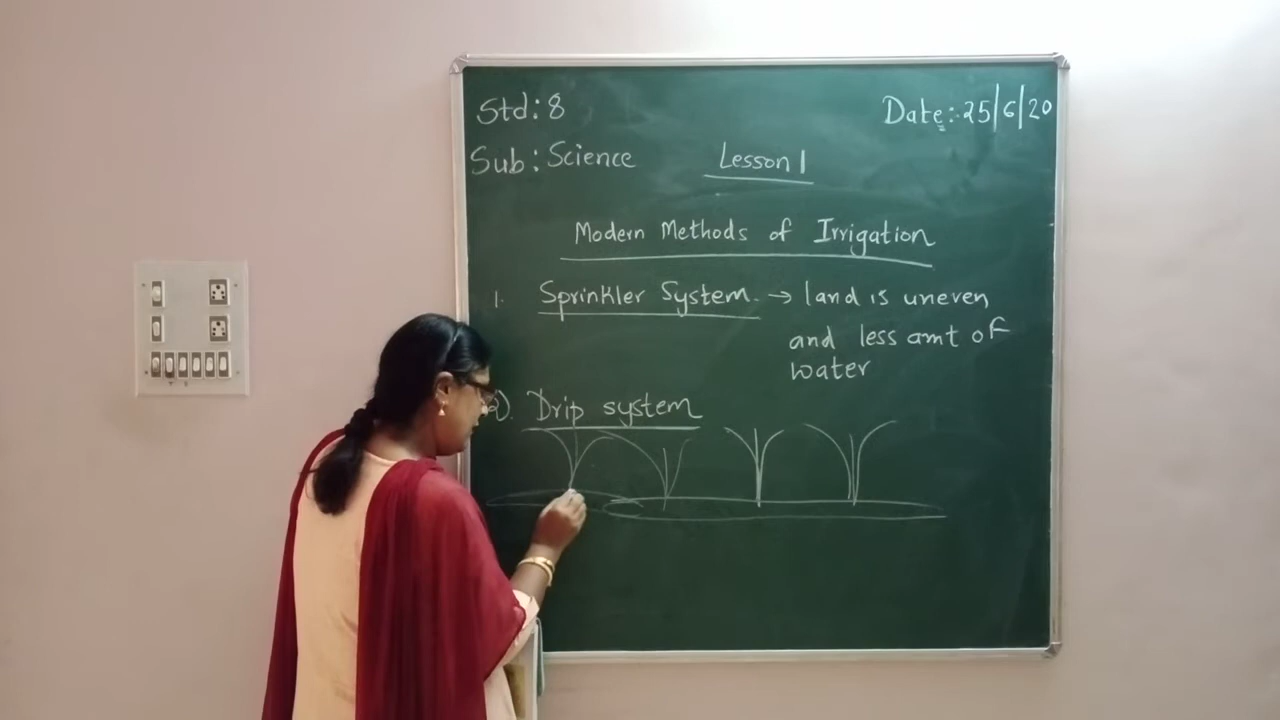 Std: 8
Date: 25/6/20
Sub: Science
Lesson 1
Modern Methods of Irrigation
1. Sprinkler System. → land is uneven
and less amt of
water
2). Drip system